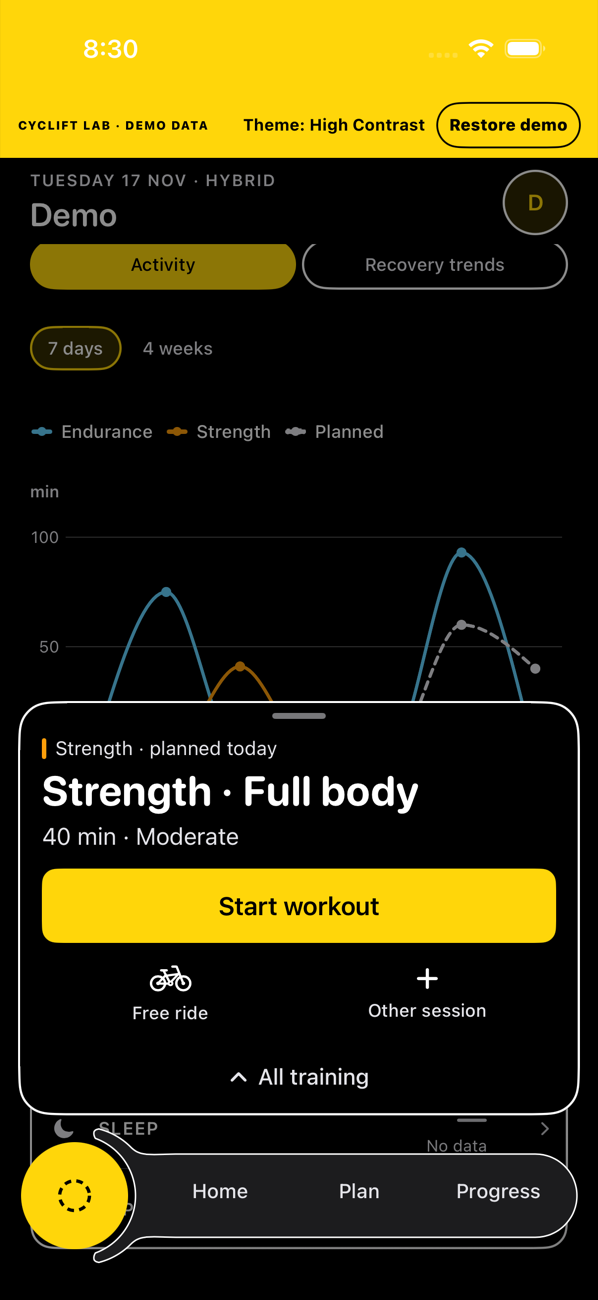 8:30
CYCLIFT LAB · DEMO DATA
Theme: High Contrast
Restore demo
TUESDAY 17 NOV · HYBRID
Demo
D
Activity
Recovery trends
7 days
4 weeks
Endurance
Strength
Planned
min
100
50
Strength · planned today
Strength · Full body
40 min · Moderate
Start workout
Free ride
Other session
All training
SLEEP
No data
Home
Plan
Progress